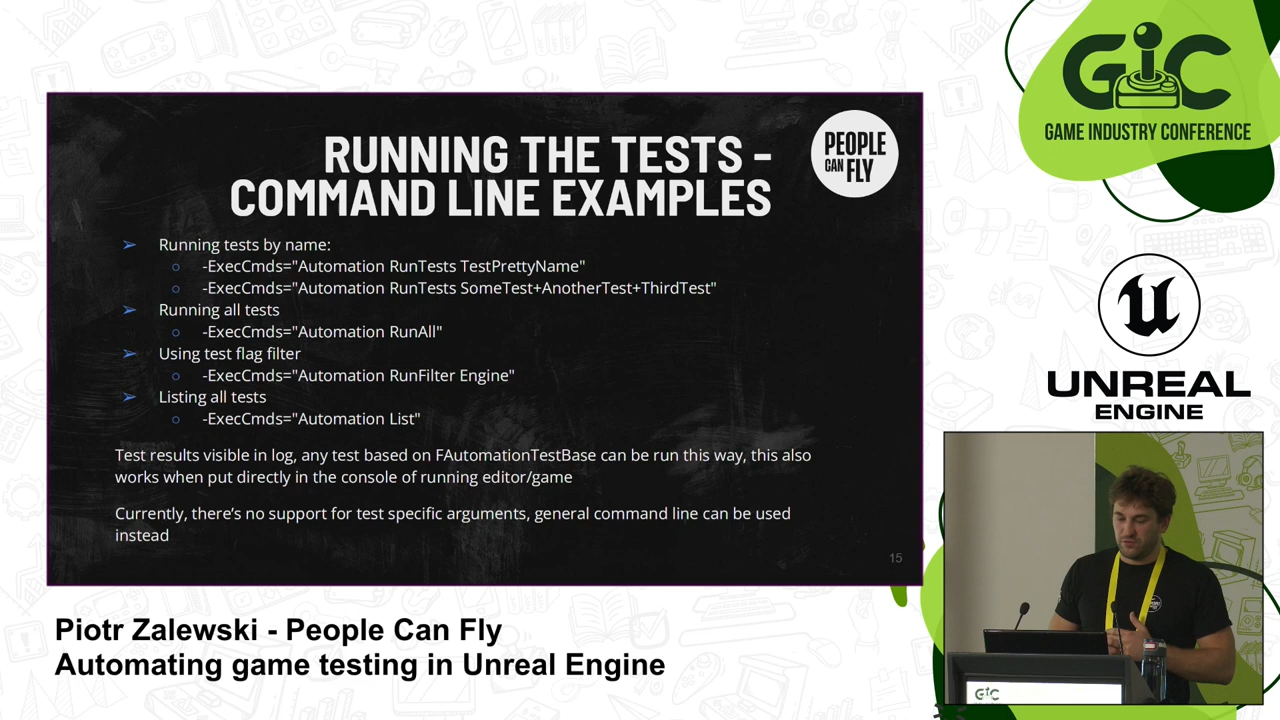 RUNNING THE TESTS -
COMMAND LINE EXAMPLES
PEOPLE
CAN FLY
➢ Running tests by name:
○ -ExecCmds="Automation RunTests TestPrettyName"
○ -ExecCmds="Automation RunTests SomeTest+AnotherTest+ThirdTest"
➢ Running all tests
○ -ExecCmds="Automation RunAll"
➢ Using test flag filter
○ -ExecCmds="Automation RunFilter Engine"
➢ Listing all tests
○ -ExecCmds="Automation List"
Test results visible in log, any test based on FAutomationTestBase can be run this way, this also
works when put directly in the console of running editor/game
Currently, there's no support for test specific arguments, general command line can be used
instead
15
GIC
GAME INDUSTRY CONFERENCE
UNREAL
ENGINE
GIC
Piotr Zalewski - People Can Fly
Automating game testing in Unreal Engine